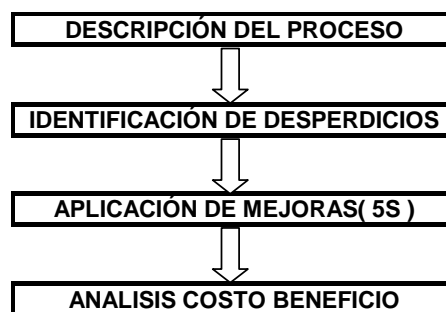 DESCRIPCIÓN DEL PROCESO
IDENTIFICACIÓN DE DESPERDICIOS
APLICACIÓN DE MEJORAS( 5S )
ANALISIS COSTO BENEFICIO